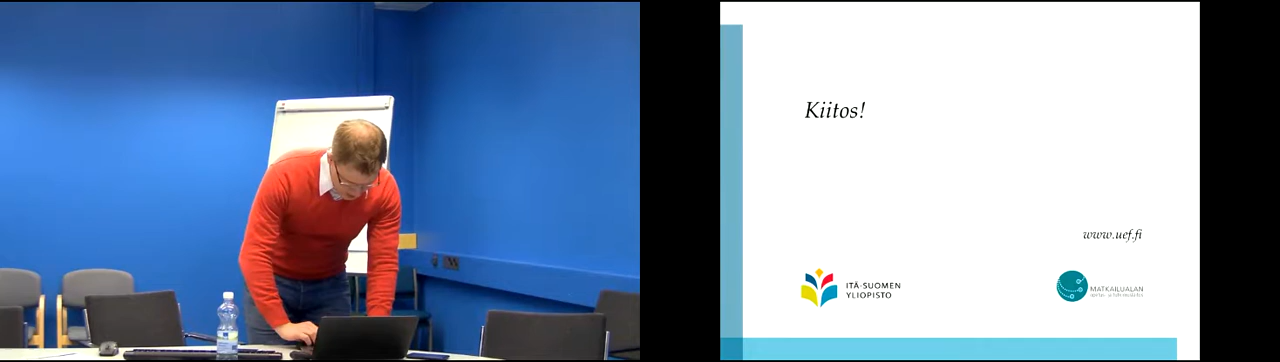 Kiitos!
www.uef.fi
ITÄ-SUOMEN
YLIOPISTO
MATKAILUALAN